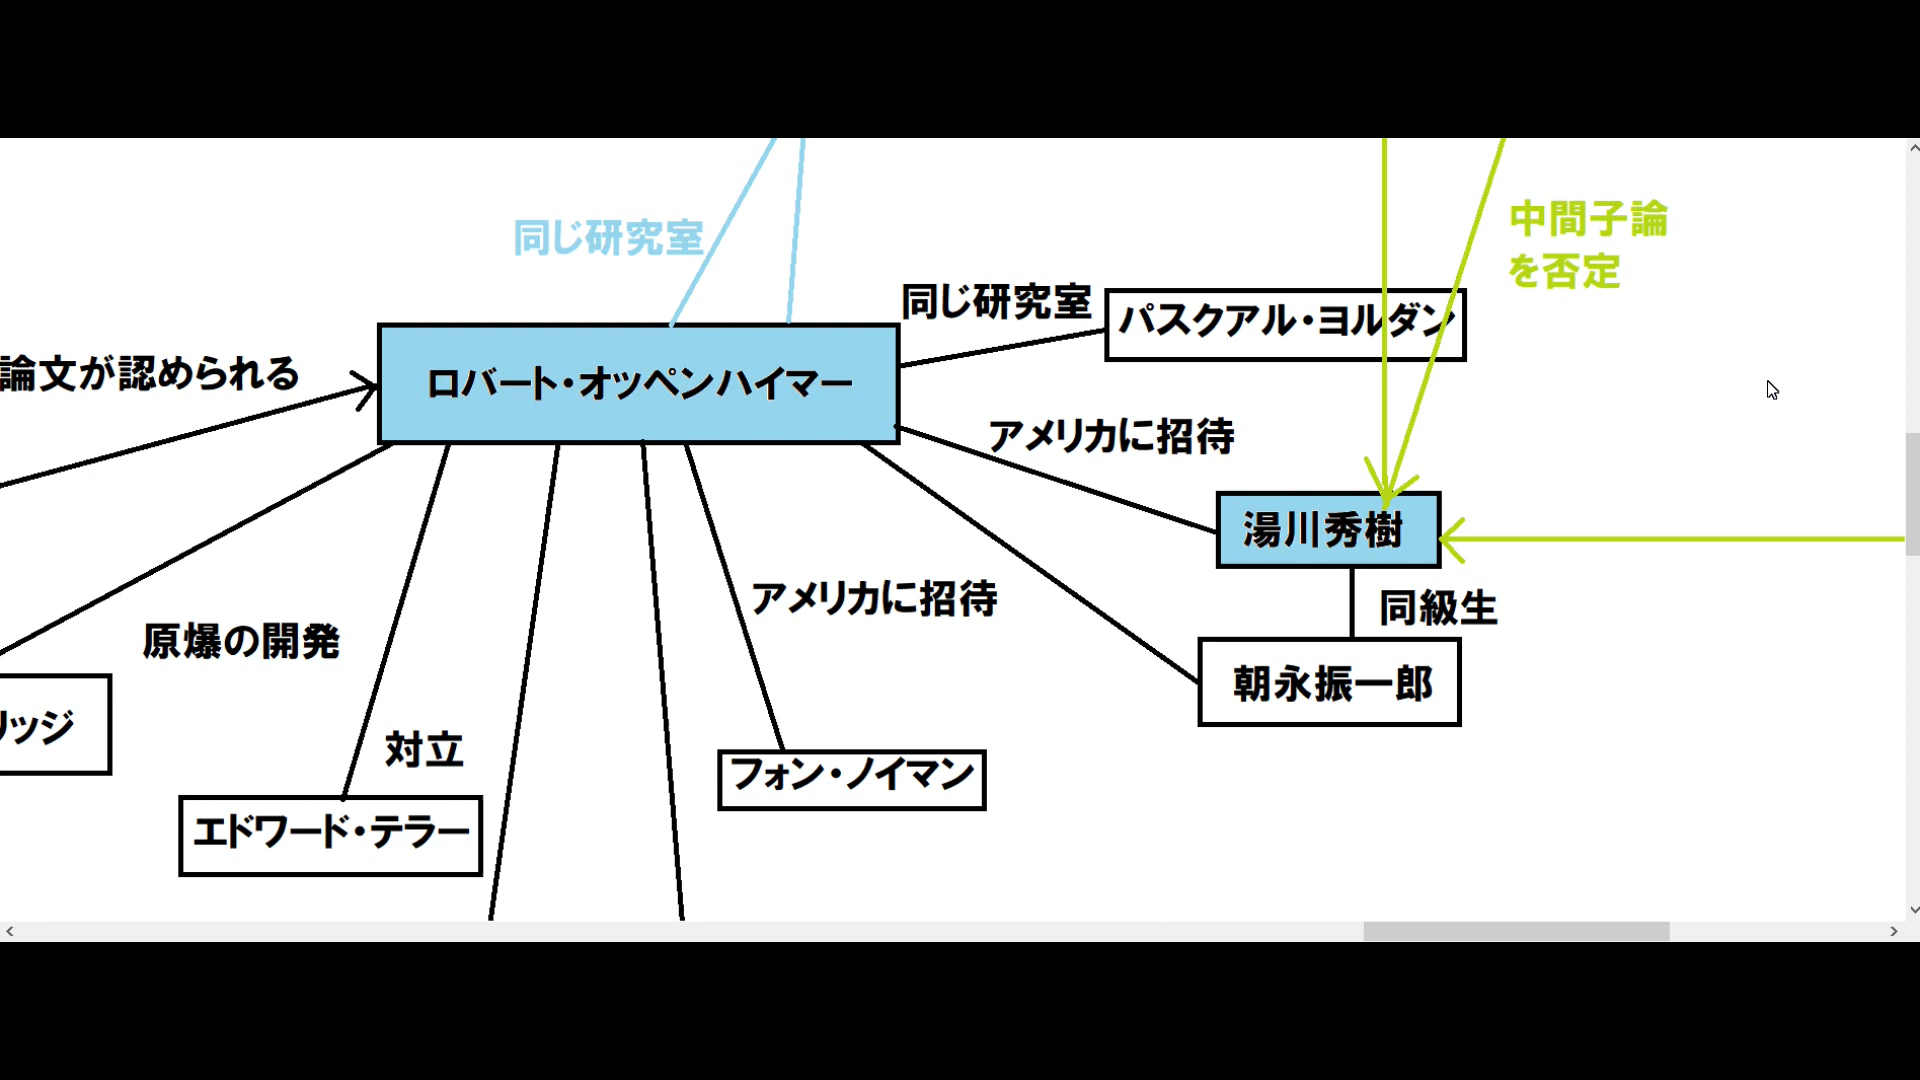 中間子論
を否定
同じ研究室
同じ研究室
パスクアル・ヨルダン
論文が認められる
ロバート・オッペンハイマー
アメリカに招待
湯川秀樹
アメリカに招待
同級生
原爆の開発
朝永振一郎
リッジ
対立
フォン・ノイマン
エドワード・テラー